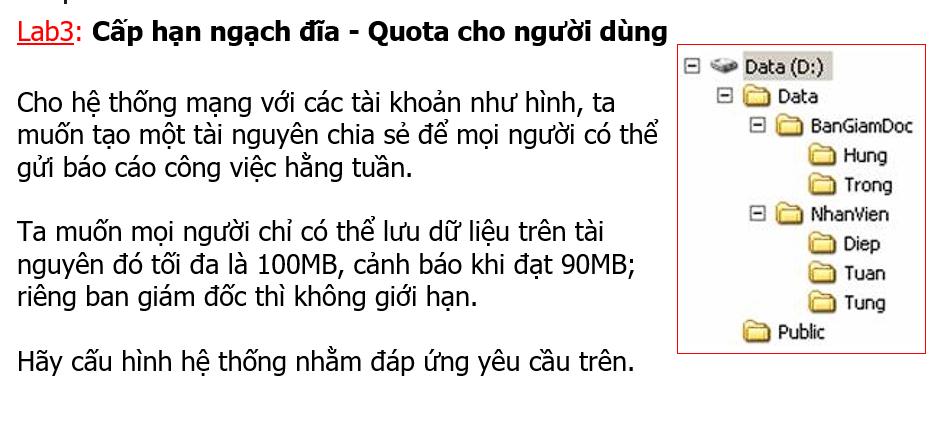 Lab3: Cấp hạn ngạch đĩa - Quota cho người dùng
Cho hệ thống mạng với các tài khoản như hình, ta
muốn tạo một tài nguyên chia sẻ để mọi người có thể
gửi báo cáo công việc hằng tuần.
Ta muốn mọi người chỉ có thể lưu dữ liệu trên tài
nguyên đó tối đa là 100MB, cảnh báo khi đạt 90MB;
riêng ban giám đốc thì không giới hạn.
Hãy cấu hình hệ thống nhằm đáp ứng yêu cầu trên.
Data (D:)
Data
BanGiamDoc
Hung
Trong
NhanVien
Diep
Tuan
Tung
Public